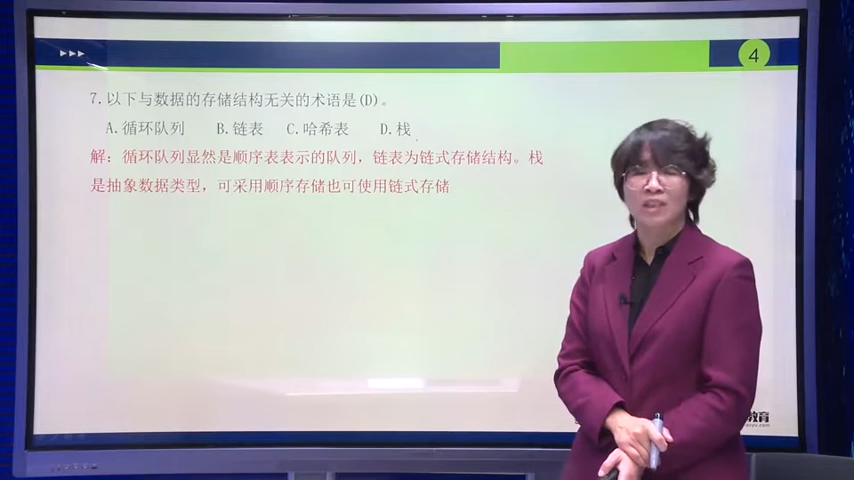 4
7.以下与数据的存储结构无关的术语是(D)。
A.循环队列 B.链表 C.哈希表 D.栈
解：循环队列显然是顺序表表示的队列，链表为链式存储结构。栈
是抽象数据类型，可采用顺序存储也可使用链式存储
教育